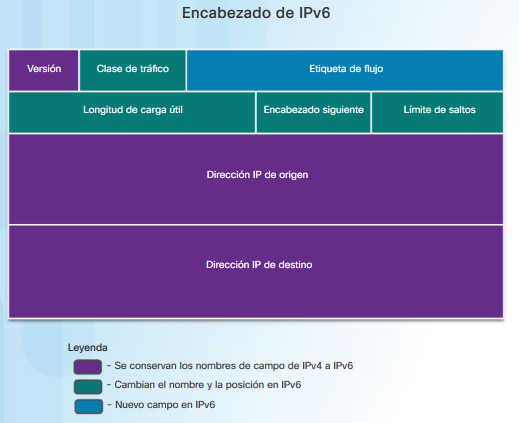 Encabezado de IPv6
Versión
Clase de tráfico
Etiqueta de flujo
Longitud de carga útil
Encabezado siguiente
Límite de saltos
Dirección IP de origen
Dirección IP de destino
Leyenda
- Se conservan los nombres de campo de IPv4 a IPv6
- Cambian el nombre y la posición en IPv6
- Nuevo campo en IPv6